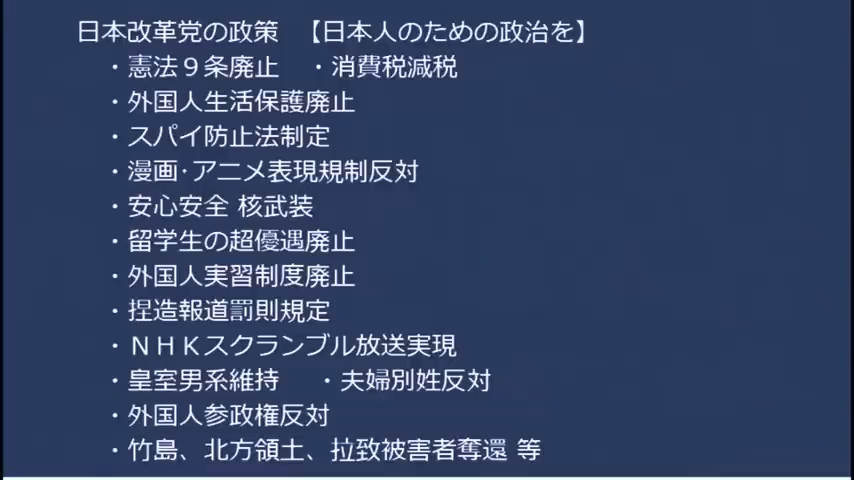 日本改革党の政策 【日本人のための政治を】
・憲法９条廃止 ・消費税減税
・外国人生活保護廃止
・スパイ防止法制定
・漫画･アニメ表現規制反対
・安心安全 核武装
・留学生の超優遇廃止
・外国人実習制度廃止
・捏造報道罰則規定
・ＮＨＫスクランブル放送実現
・皇室男系維持 ・夫婦別姓反対
・外国人参政権反対
・竹島、北方領土、拉致被害者奪還 等